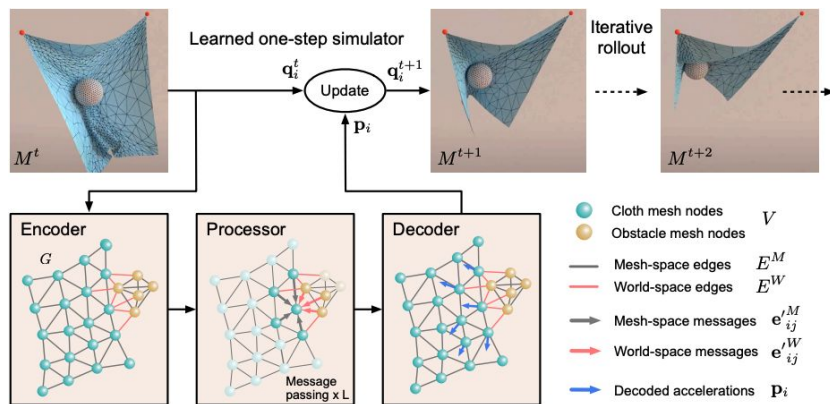 Learned one-step simulator
Iterative
rollout
q_i^t
q_i^{t+1}
Update
p_i
M^t
M^{t+1}
M^{t+2}
Encoder
Processor
Decoder
G
Message
passing x L
Cloth mesh nodes
V
Obstacle mesh nodes
Mesh-space edges E^M
World-space edges E^W
Mesh-space messages e'^M_{ij}
World-space messages e'^W_{ij}
Decoded accelerations p_i